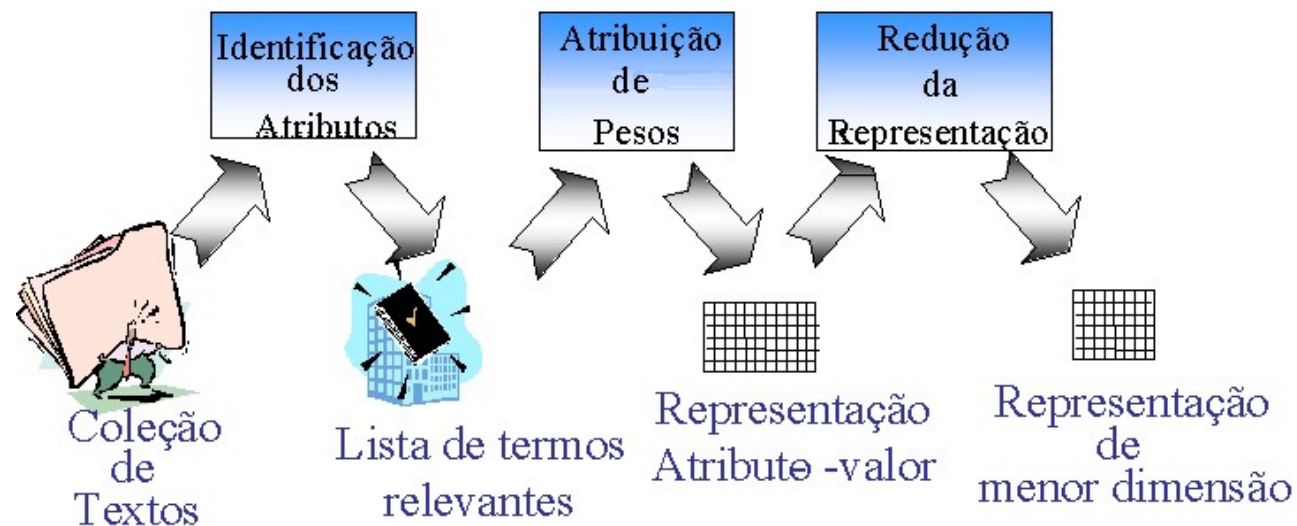 Identificação
dos
Atributos
Atribuição
de
Pesos
Redução
da
Representação
Coleção
de
Textos
Lista de termos
relevantes
Representação
Atributo -valor
Representação
de
menor dimensão